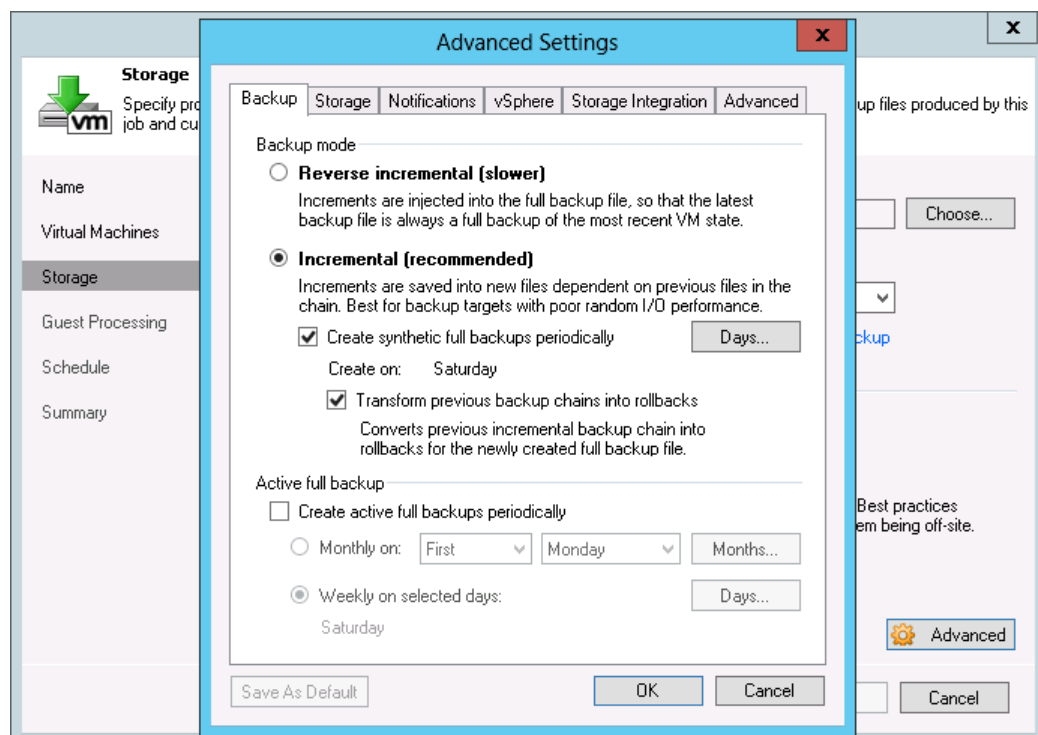 Advanced Settings
x
x
Storage
Specify pro
job and cu
up files produced by this
vm
Name
Virtual Machines
Storage
Guest Processing
Schedule
Summary
Backup
Storage
Notifications
vSphere
Storage Integration
Advanced
Backup mode
Reverse incremental (slower)
Increments are injected into the full backup file, so that the latest
backup file is always a full backup of the most recent VM state.
Incremental (recommended)
Increments are saved into new files dependent on previous files in the
chain. Best for backup targets with poor random I/O performance.
Create synthetic full backups periodically
Days...
Create on: Saturday
Transform previous backup chains into rollbacks
Converts previous incremental backup chain into
rollbacks for the newly created full backup file.
Active full backup
Create active full backups periodically
Monthly on: First Monday Months...
Weekly on selected days: Days...
Saturday
Save As Default
OK
Cancel
Choose...
ckup
Best practices
em being off-site.
Advanced
Cancel